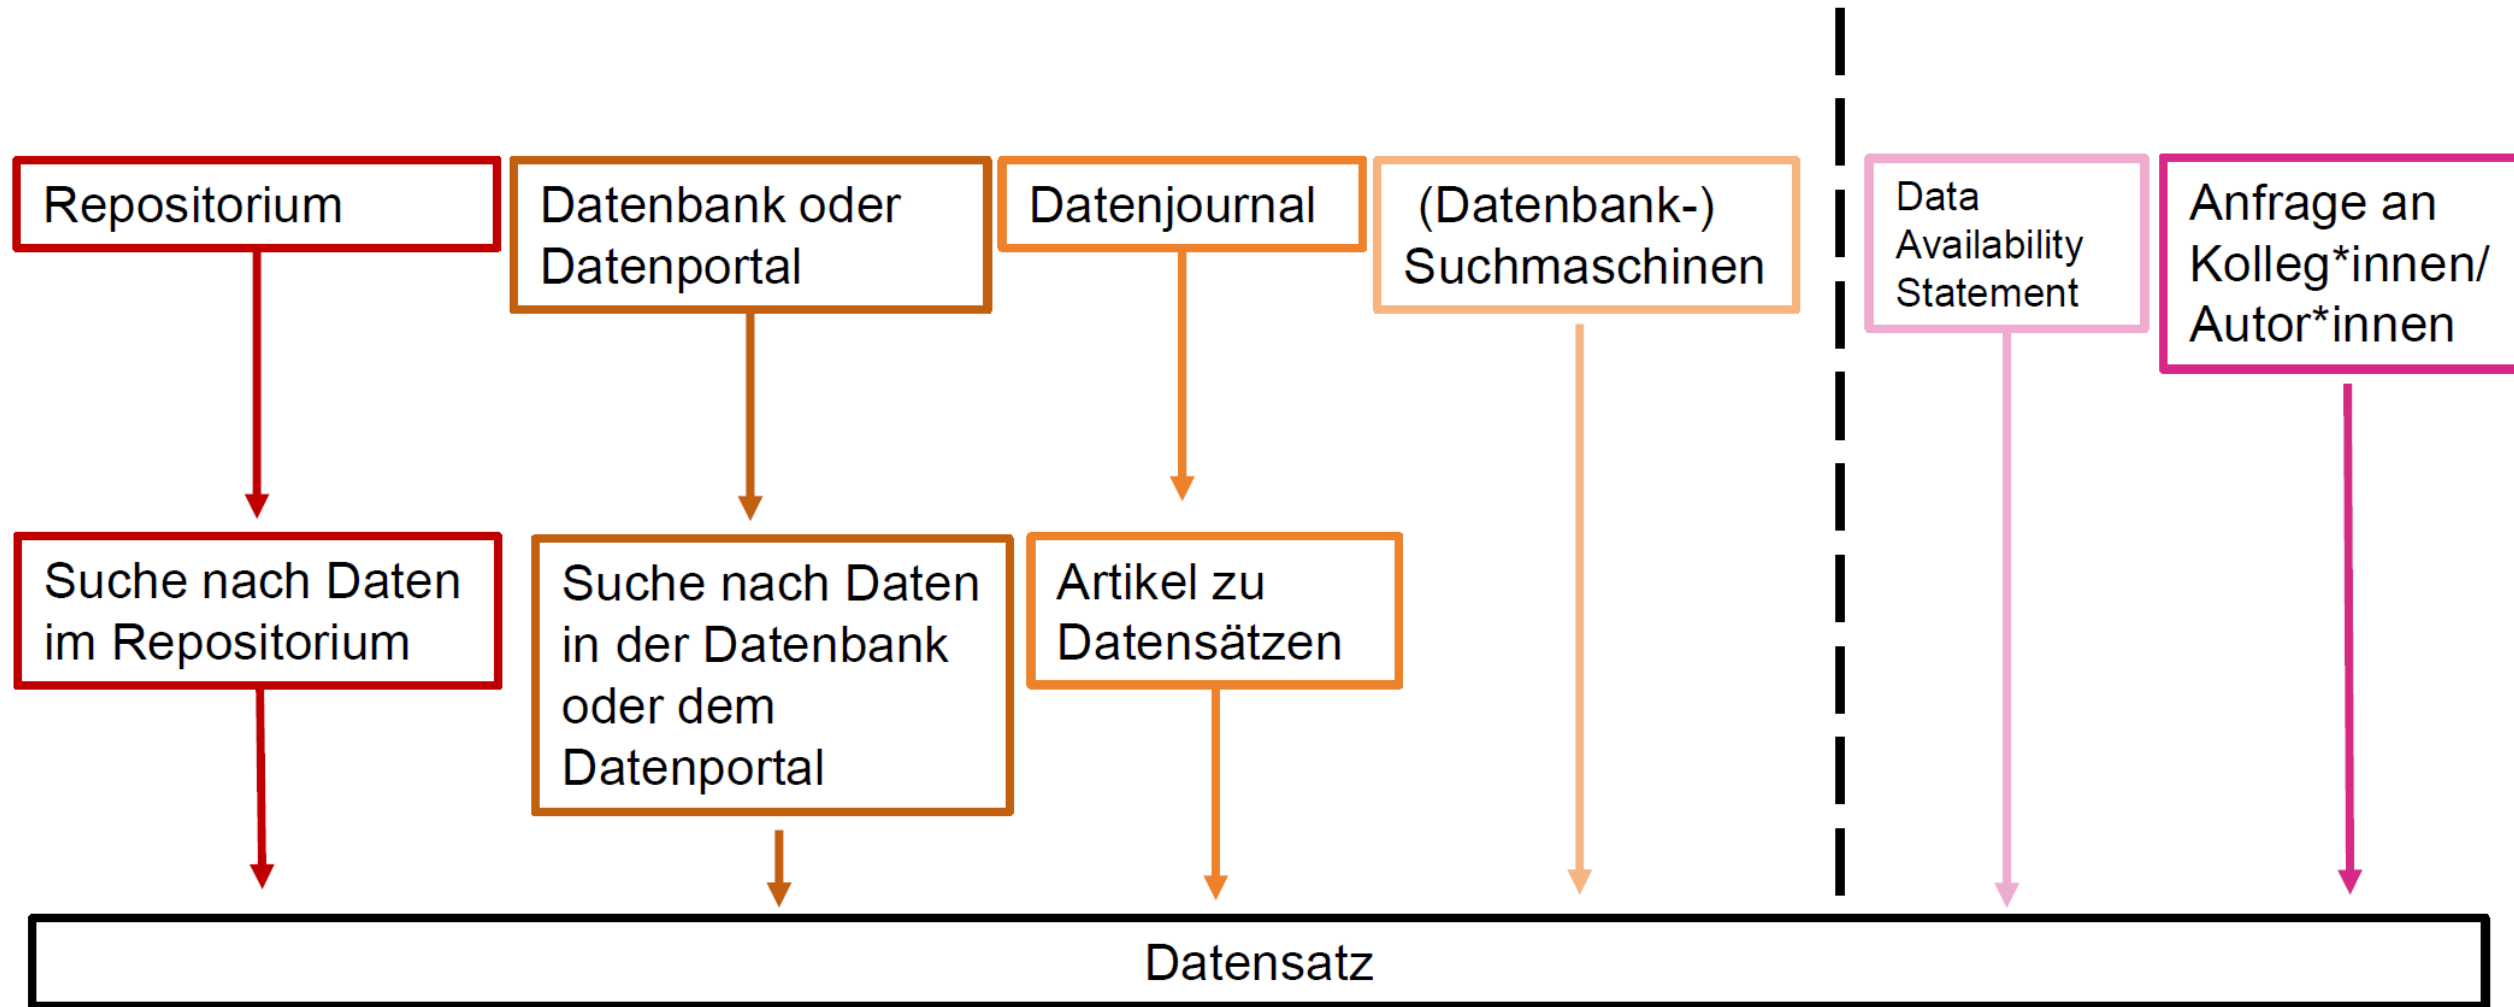 Repositorium
Datenbank oder
Datenportal
Datenjournal
(Datenbank-)
Suchmaschinen
Data
Availability
Statement
Anfrage an
Kolleg*innen/
Autor*innen
Suche nach Daten
im Repositorium
Suche nach Daten
in der Datenbank
oder dem
Datenportal
Artikel zu
Datensätzen
Datensatz